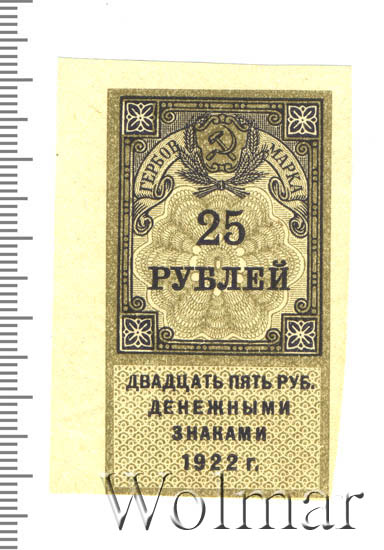 ГЕРБОВ. МАРКА
25
РУБЛЕЙ
ДВАДЦАТЬ ПЯТЬ РУБ.
ДЕНЕЖНЫМИ
ЗНАКАМИ
1922 г.
Wolmar